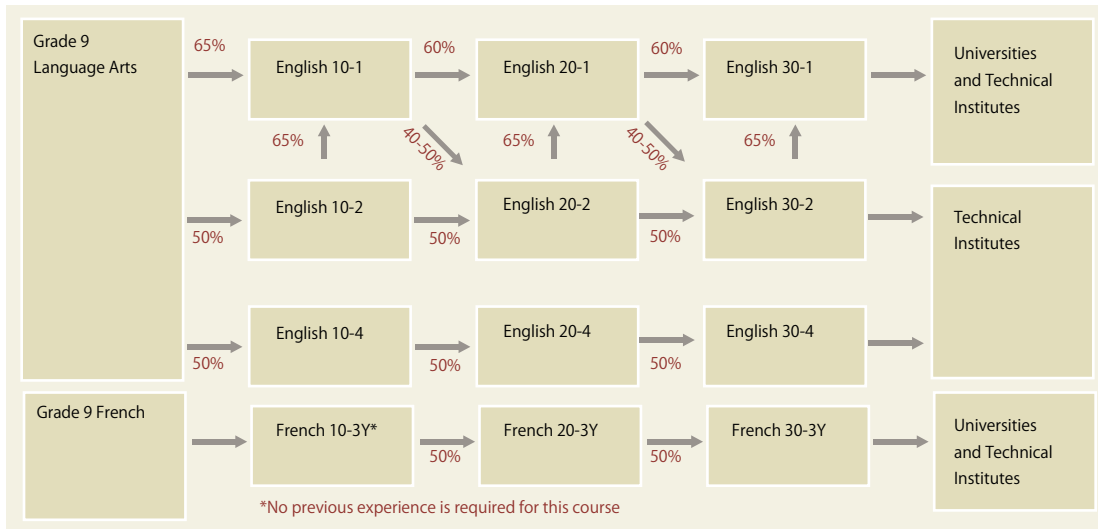 Grade 9
Language Arts
65%
English 10-1
60%
English 20-1
60%
English 30-1
Universities
and Technical
Institutes
65%
40-50%
65%
40-50%
65%
50%
English 10-2
50%
English 20-2
50%
English 30-2
Technical
Institutes
50%
English 10-4
50%
English 20-4
50%
English 30-4
Grade 9 French
French 10-3Y*
50%
French 20-3Y
50%
French 30-3Y
Universities
and Technical
Institutes
*No previous experience is required for this course